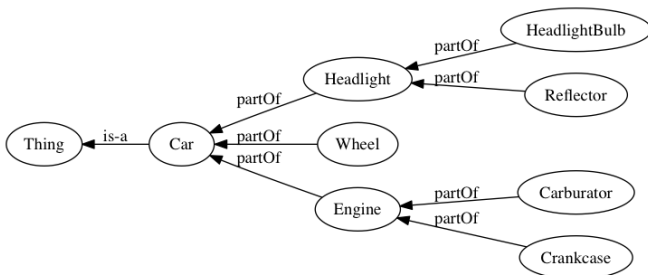 HeadlightBulb
partOf
Headlight
partOf
Reflector
partOf
Thing
is-a
Car
partOf
Wheel
partOf
Engine
partOf
Carburator
partOf
Crankcase